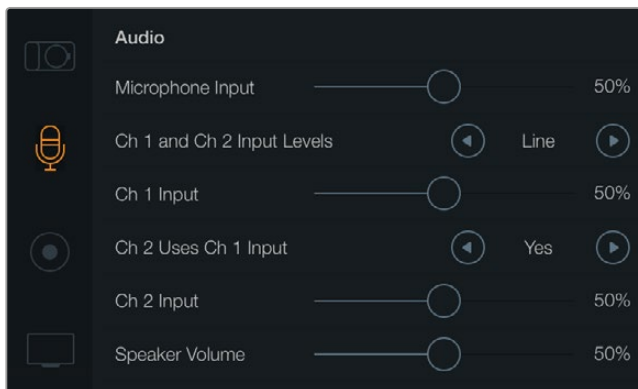 Audio
Microphone Input 50%
Ch 1 and Ch 2 Input Levels Line
Ch 1 Input 50%
Ch 2 Uses Ch 1 Input Yes
Ch 2 Input 50%
Speaker Volume 50%